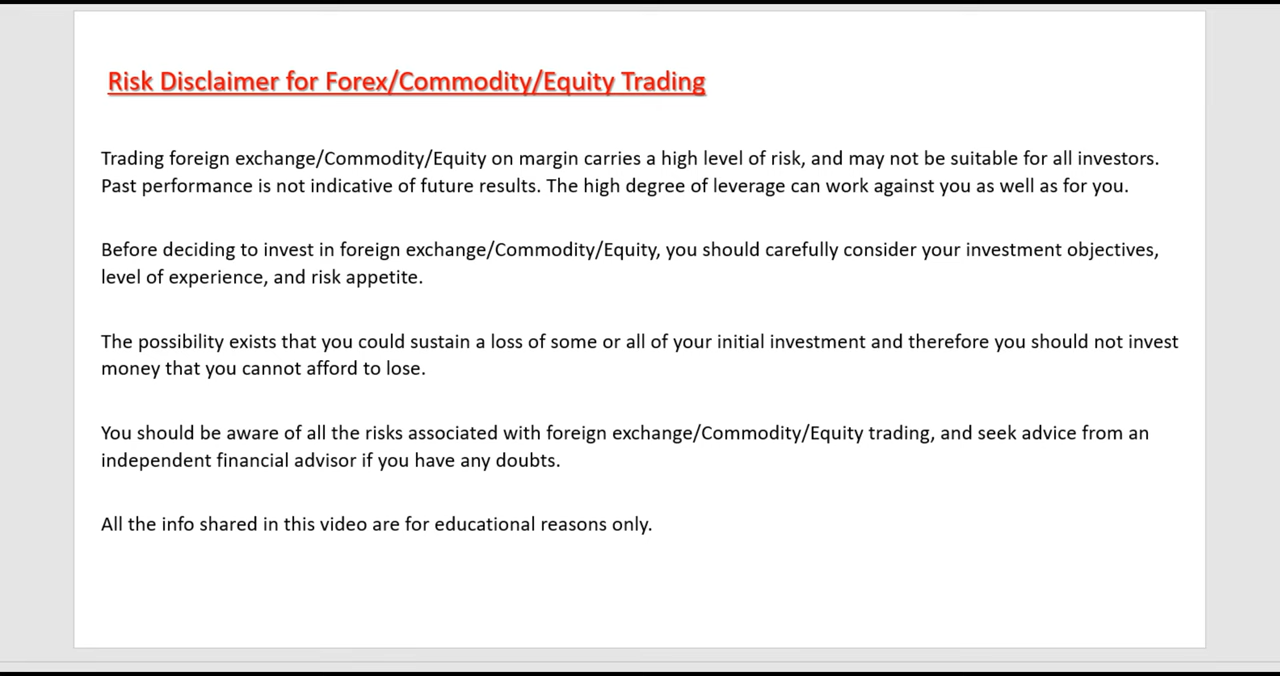 Risk Disclaimer for Forex/Commodity/Equity Trading
Trading foreign exchange/Commodity/Equity on margin carries a high level of risk, and may not be suitable for all investors.
Past performance is not indicative of future results. The high degree of leverage can work against you as well as for you.
Before deciding to invest in foreign exchange/Commodity/Equity, you should carefully consider your investment objectives,
level of experience, and risk appetite.
The possibility exists that you could sustain a loss of some or all of your initial investment and therefore you should not invest
money that you cannot afford to lose.
You should be aware of all the risks associated with foreign exchange/Commodity/Equity trading, and seek advice from an
independent financial advisor if you have any doubts.
All the info shared in this video are for educational reasons only.